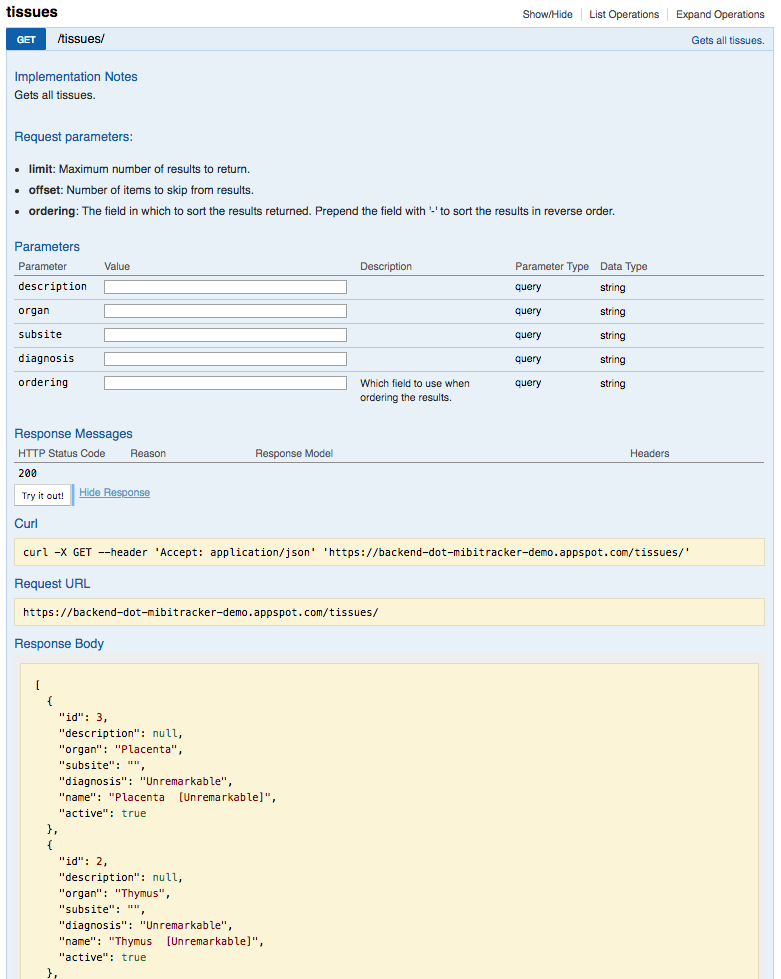 tissues
Show/Hide List Operations Expand Operations
GET /tissues/ Gets all tissues.
Implementation Notes
Gets all tissues.
Request parameters:
• limit: Maximum number of results to return.
• offset: Number of items to skip from results.
• ordering: The field in which to sort the results returned. Prepend the field with '-' to sort the results in reverse order.
Parameters
Parameter Value Description Parameter Type Data Type
description query string
organ query string
subsite query string
diagnosis query string
ordering Which field to use when query string
ordering the results.
Response Messages
HTTP Status Code Reason Response Model Headers
200
Try it out! Hide Response
Curl
curl -X GET --header 'Accept: application/json' 'https://backend-dot-mibitracker-demo.appspot.com/tissues/'
Request URL
https://backend-dot-mibitracker-demo.appspot.com/tissues/
Response Body
[
  {
    "id": 3,
    "description": null,
    "organ": "Placenta",
    "subsite": "",
    "diagnosis": "Unremarkable",
    "name": "Placenta  [Unremarkable]",
    "active": true
  },
  {
    "id": 2,
    "description": null,
    "organ": "Thymus",
    "subsite": "",
    "diagnosis": "Unremarkable",
    "name": "Thymus  [Unremarkable]",
    "active": true
  },